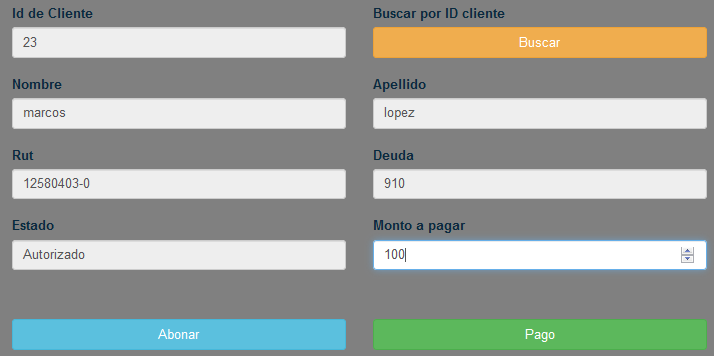 Id de Cliente
Buscar por ID cliente
23
Buscar
Nombre
Apellido
marcos
lopez
Rut
Deuda
12580403-0
910
Estado
Monto a pagar
Autorizado
100
Abonar
Pago